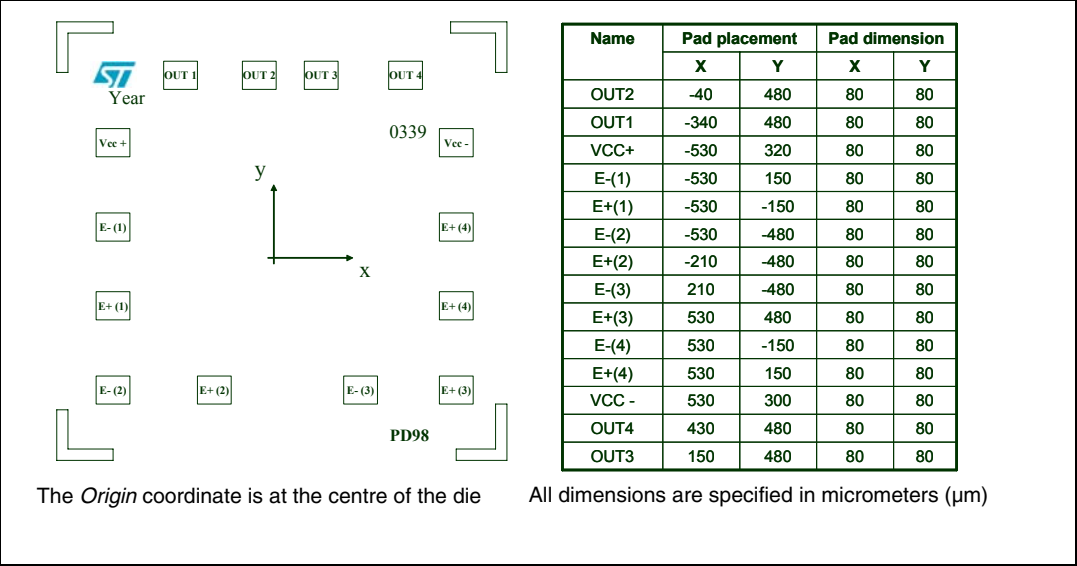 ST
Year
OUT 1
OUT 2
OUT 3
OUT 4
Vcc +
0339
Vcc -
y
x
E- (1)
E+ (4)
E+ (1)
E+ (4)
E- (2)
E+ (2)
E- (3)
E+ (3)
PD98
The Origin coordinate is at the centre of the die
Name Pad placement Pad dimension
X Y X Y
OUT2 -40 480 80 80
OUT1 -340 480 80 80
VCC+ -530 320 80 80
E-(1) -530 150 80 80
E+(1) -530 -150 80 80
E-(2) -530 -480 80 80
E+(2) -210 -480 80 80
E-(3) 210 -480 80 80
E+(3) 530 480 80 80
E-(4) 530 -150 80 80
E+(4) 530 150 80 80
VCC - 530 300 80 80
OUT4 430 480 80 80
OUT3 150 480 80 80
All dimensions are specified in micrometers (µm)